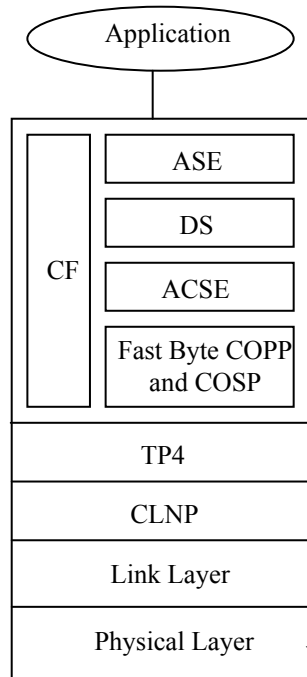 Application
ASE
DS
CF
ACSE
Fast Byte COPP
and COSP
TP4
CLNP
Link Layer
Physical Layer